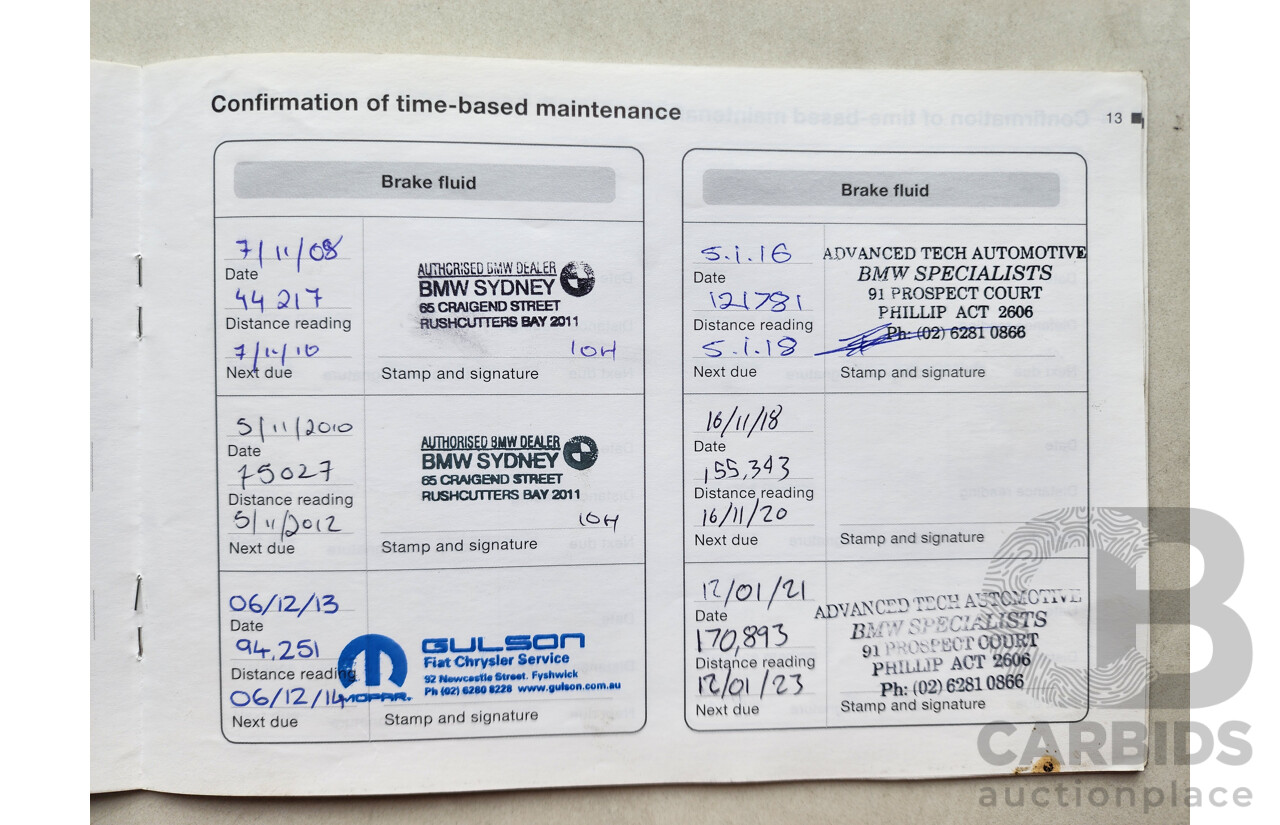 Confirmation of time-based maintenance
13
Brake fluid
7/11/08
Date
44 217
Distance reading
7/11/10
Next due
AUTHORISED BMW DEALER
BMW SYDNEY
65 CRAIGEND STREET
RUSHCUTTERS BAY 2011
Stamp and signature
5/11/2010
Date
75027
Distance reading
5/11/2012
Next due
AUTHORISED BMW DEALER
BMW SYDNEY
65 CRAIGEND STREET
RUSHCUTTERS BAY 2011
Stamp and signature
06/12/13
Date
94,251
Distance reading
06/12/14
Next due
MOPAR.
GULSON
Fiat Chrysler Service
92 Newcastle Street. Fyshwick
Ph (02) 6280 8228 www.gulson.com.au
Stamp and signature
Brake fluid
5.1.16
Date
121781
Distance reading
5.1.18
Next due
ADVANCED TECH AUTOMOTIVE
BMW SPECIALISTS
91 PROSPECT COURT
PHILLIP ACT 2606
Ph: (02) 6281 0866
Stamp and signature
16/11/18
Date
155,343
Distance reading
16/11/20
Next due
Stamp and signature
12/01/21
Date
170,893
Distance reading
12/01/23
Next due
ADVANCED TECH AUTOMOTIVE
BMW SPECIALISTS
91 PROSPECT COURT
PHILLIP ACT 2606
Ph: (02) 6281 0866
Stamp and signature
CARBIDS
auctionplace